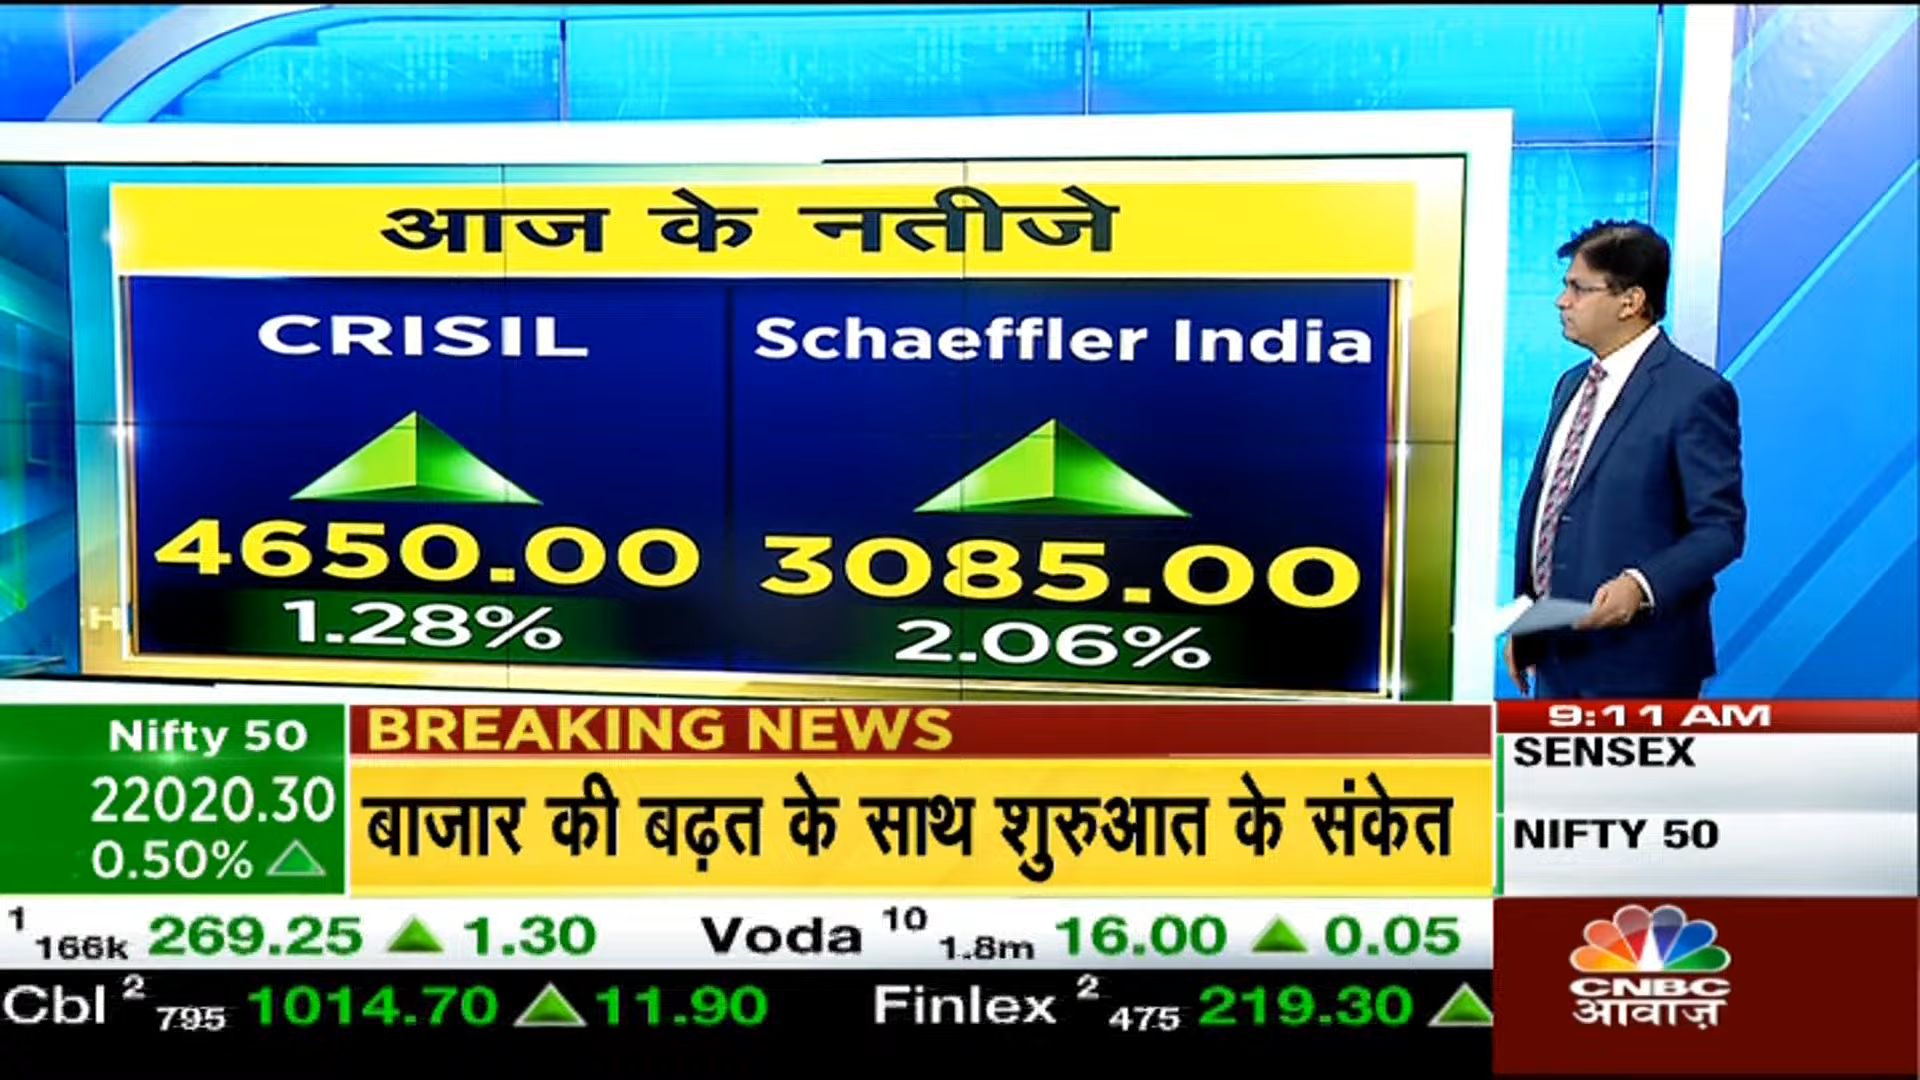 आज के नतीजे
CRISIL
Schaeffler India
4650.00
3085.00
1.28%
2.06%
Nifty 50
22020.30
0.50%
BREAKING NEWS
बाजार की बढ़त के साथ शुरुआत के संकेत
9:11 AM
SENSEX
NIFTY 50
1 166k 269.25 1.30 Voda 10 1.8m 16.00 0.05
Cbl 2 795 1014.70 11.90 Finlex 2 475 219.30
CNBC
आवाज़